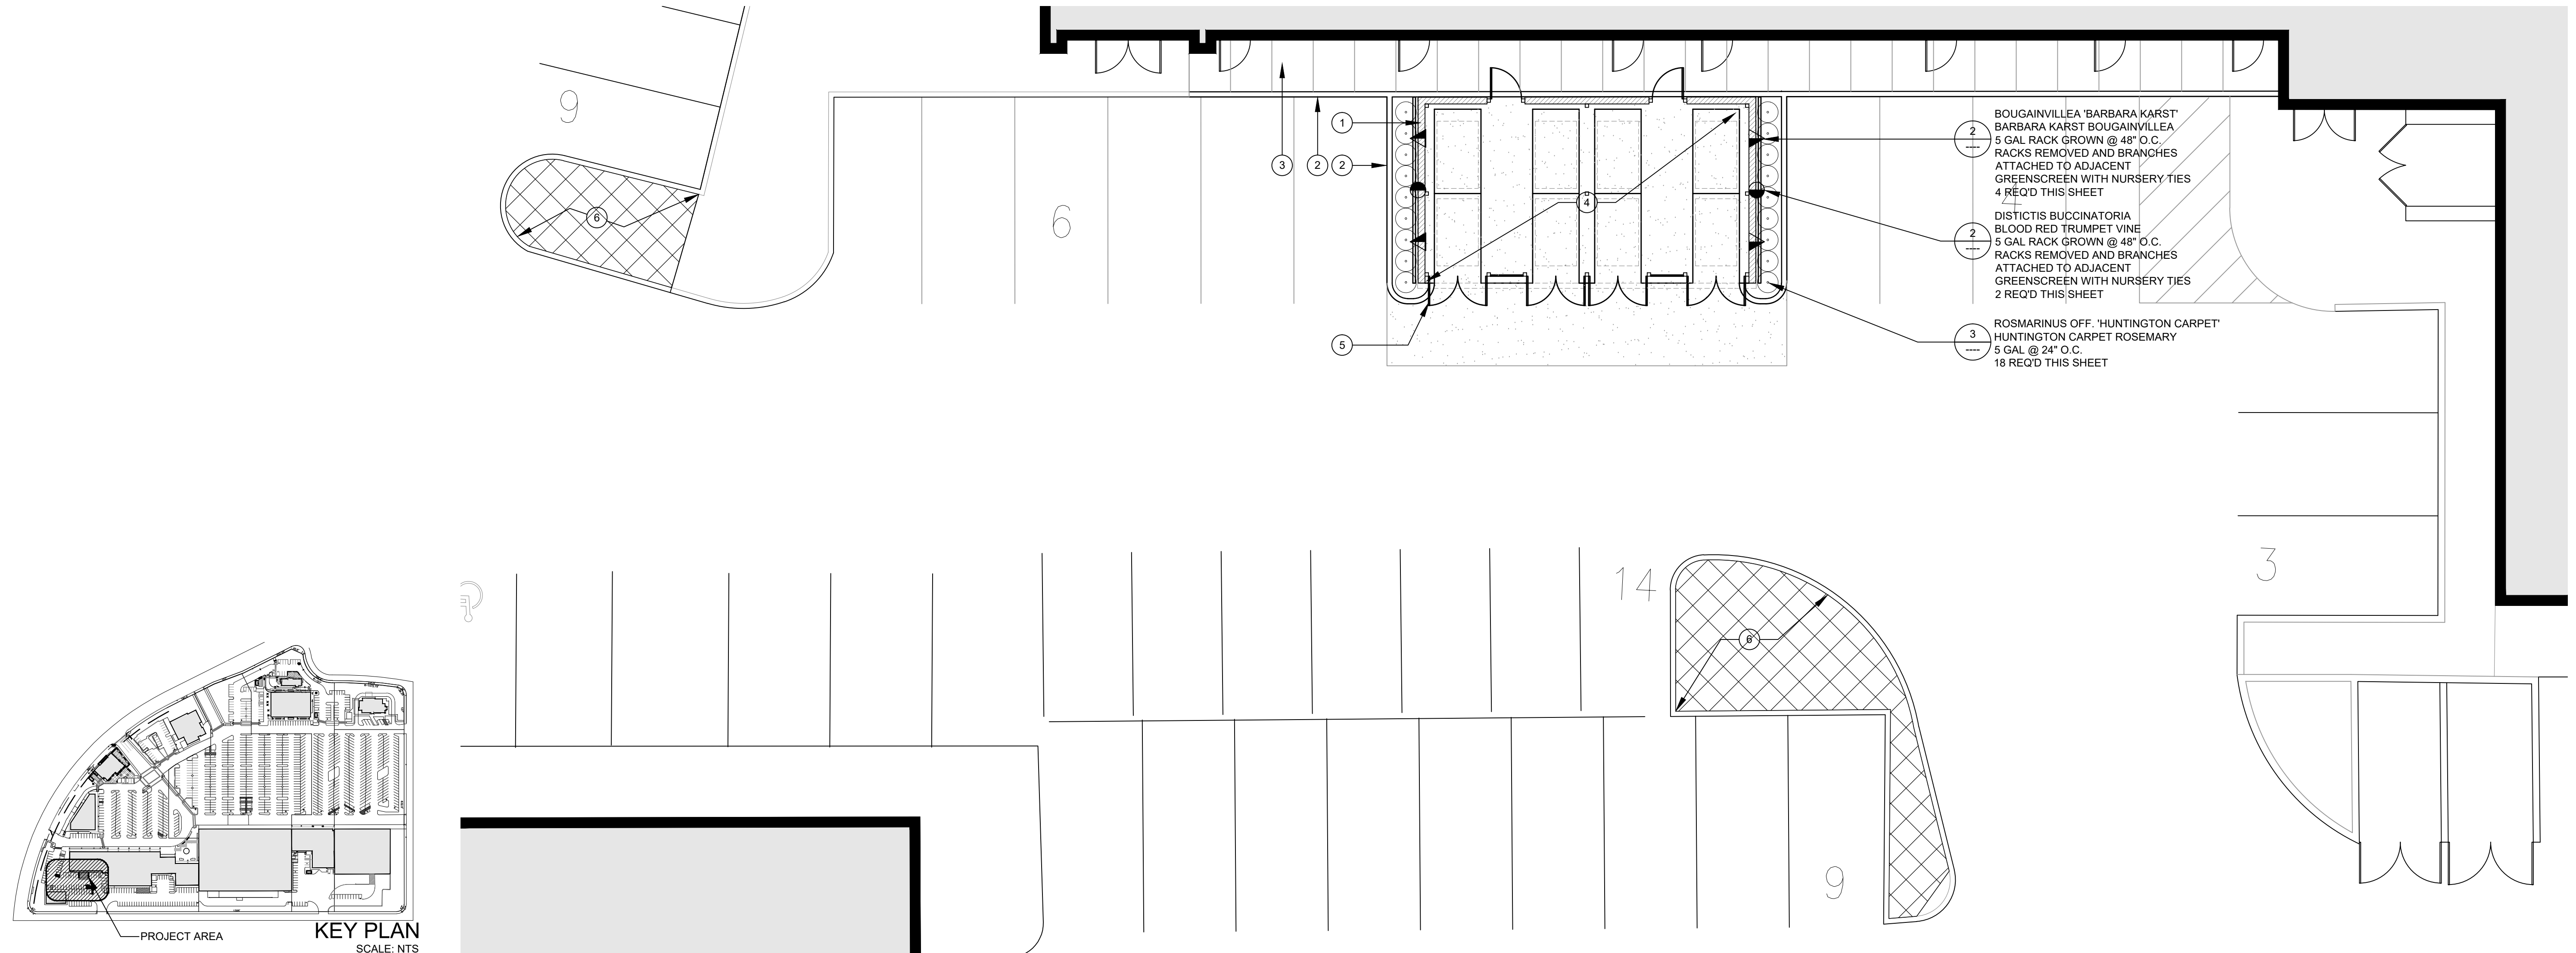 9
6
6
3
2
2
1
5
4
2
----
BOUGAINVILLEA 'BARBARA KARST'
BARBARA KARST BOUGAINVILLEA
5 GAL RACK GROWN @ 48" O.C.
RACKS REMOVED AND BRANCHES
ATTACHED TO ADJACENT
GREENSCREEN WITH NURSERY TIES
4 REQ'D THIS SHEET
4
2
----
DISTICTIS BUCCINATORIA
BLOOD RED TRUMPET VINE
5 GAL RACK GROWN @ 48" O.C.
RACKS REMOVED AND BRANCHES
ATTACHED TO ADJACENT
GREENSCREEN WITH NURSERY TIES
2 REQ'D THIS SHEET
3
----
ROSMARINUS OFF. 'HUNTINGTON CARPET'
HUNTINGTON CARPET ROSEMARY
5 GAL @ 24" O.C.
18 REQ'D THIS SHEET
14
6
3
9
PROJECT AREA
KEY PLAN
SCALE: NTS